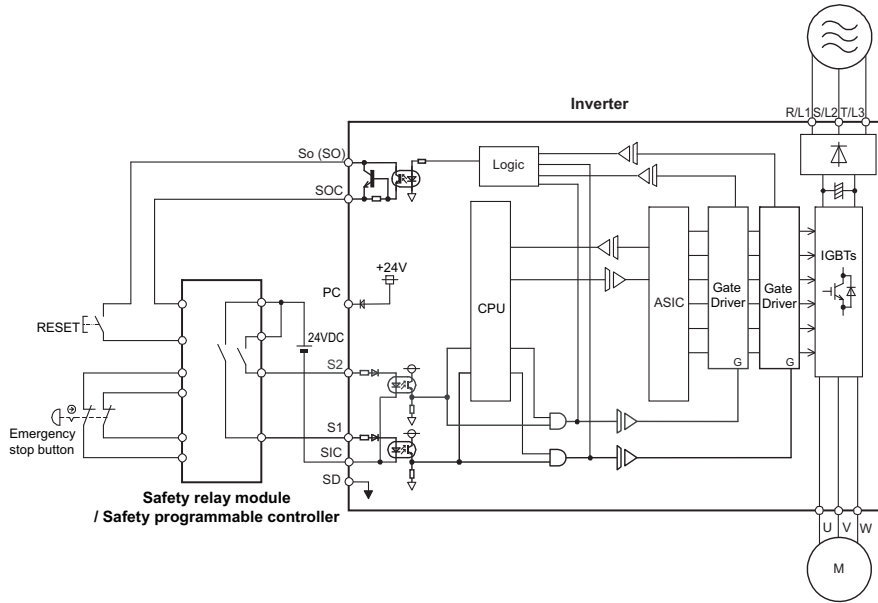 Inverter
R/L1 S/L2 T/L3
So (SO)
SOC
Logic
+24V
PC
CPU
ASIC
Gate
Driver
Gate
Driver
IGBTs
RESET
24VDC
S2
G
G
S1
Emergency
stop button
SIC
SD
Safety relay module
/ Safety programmable controller
U V W
M